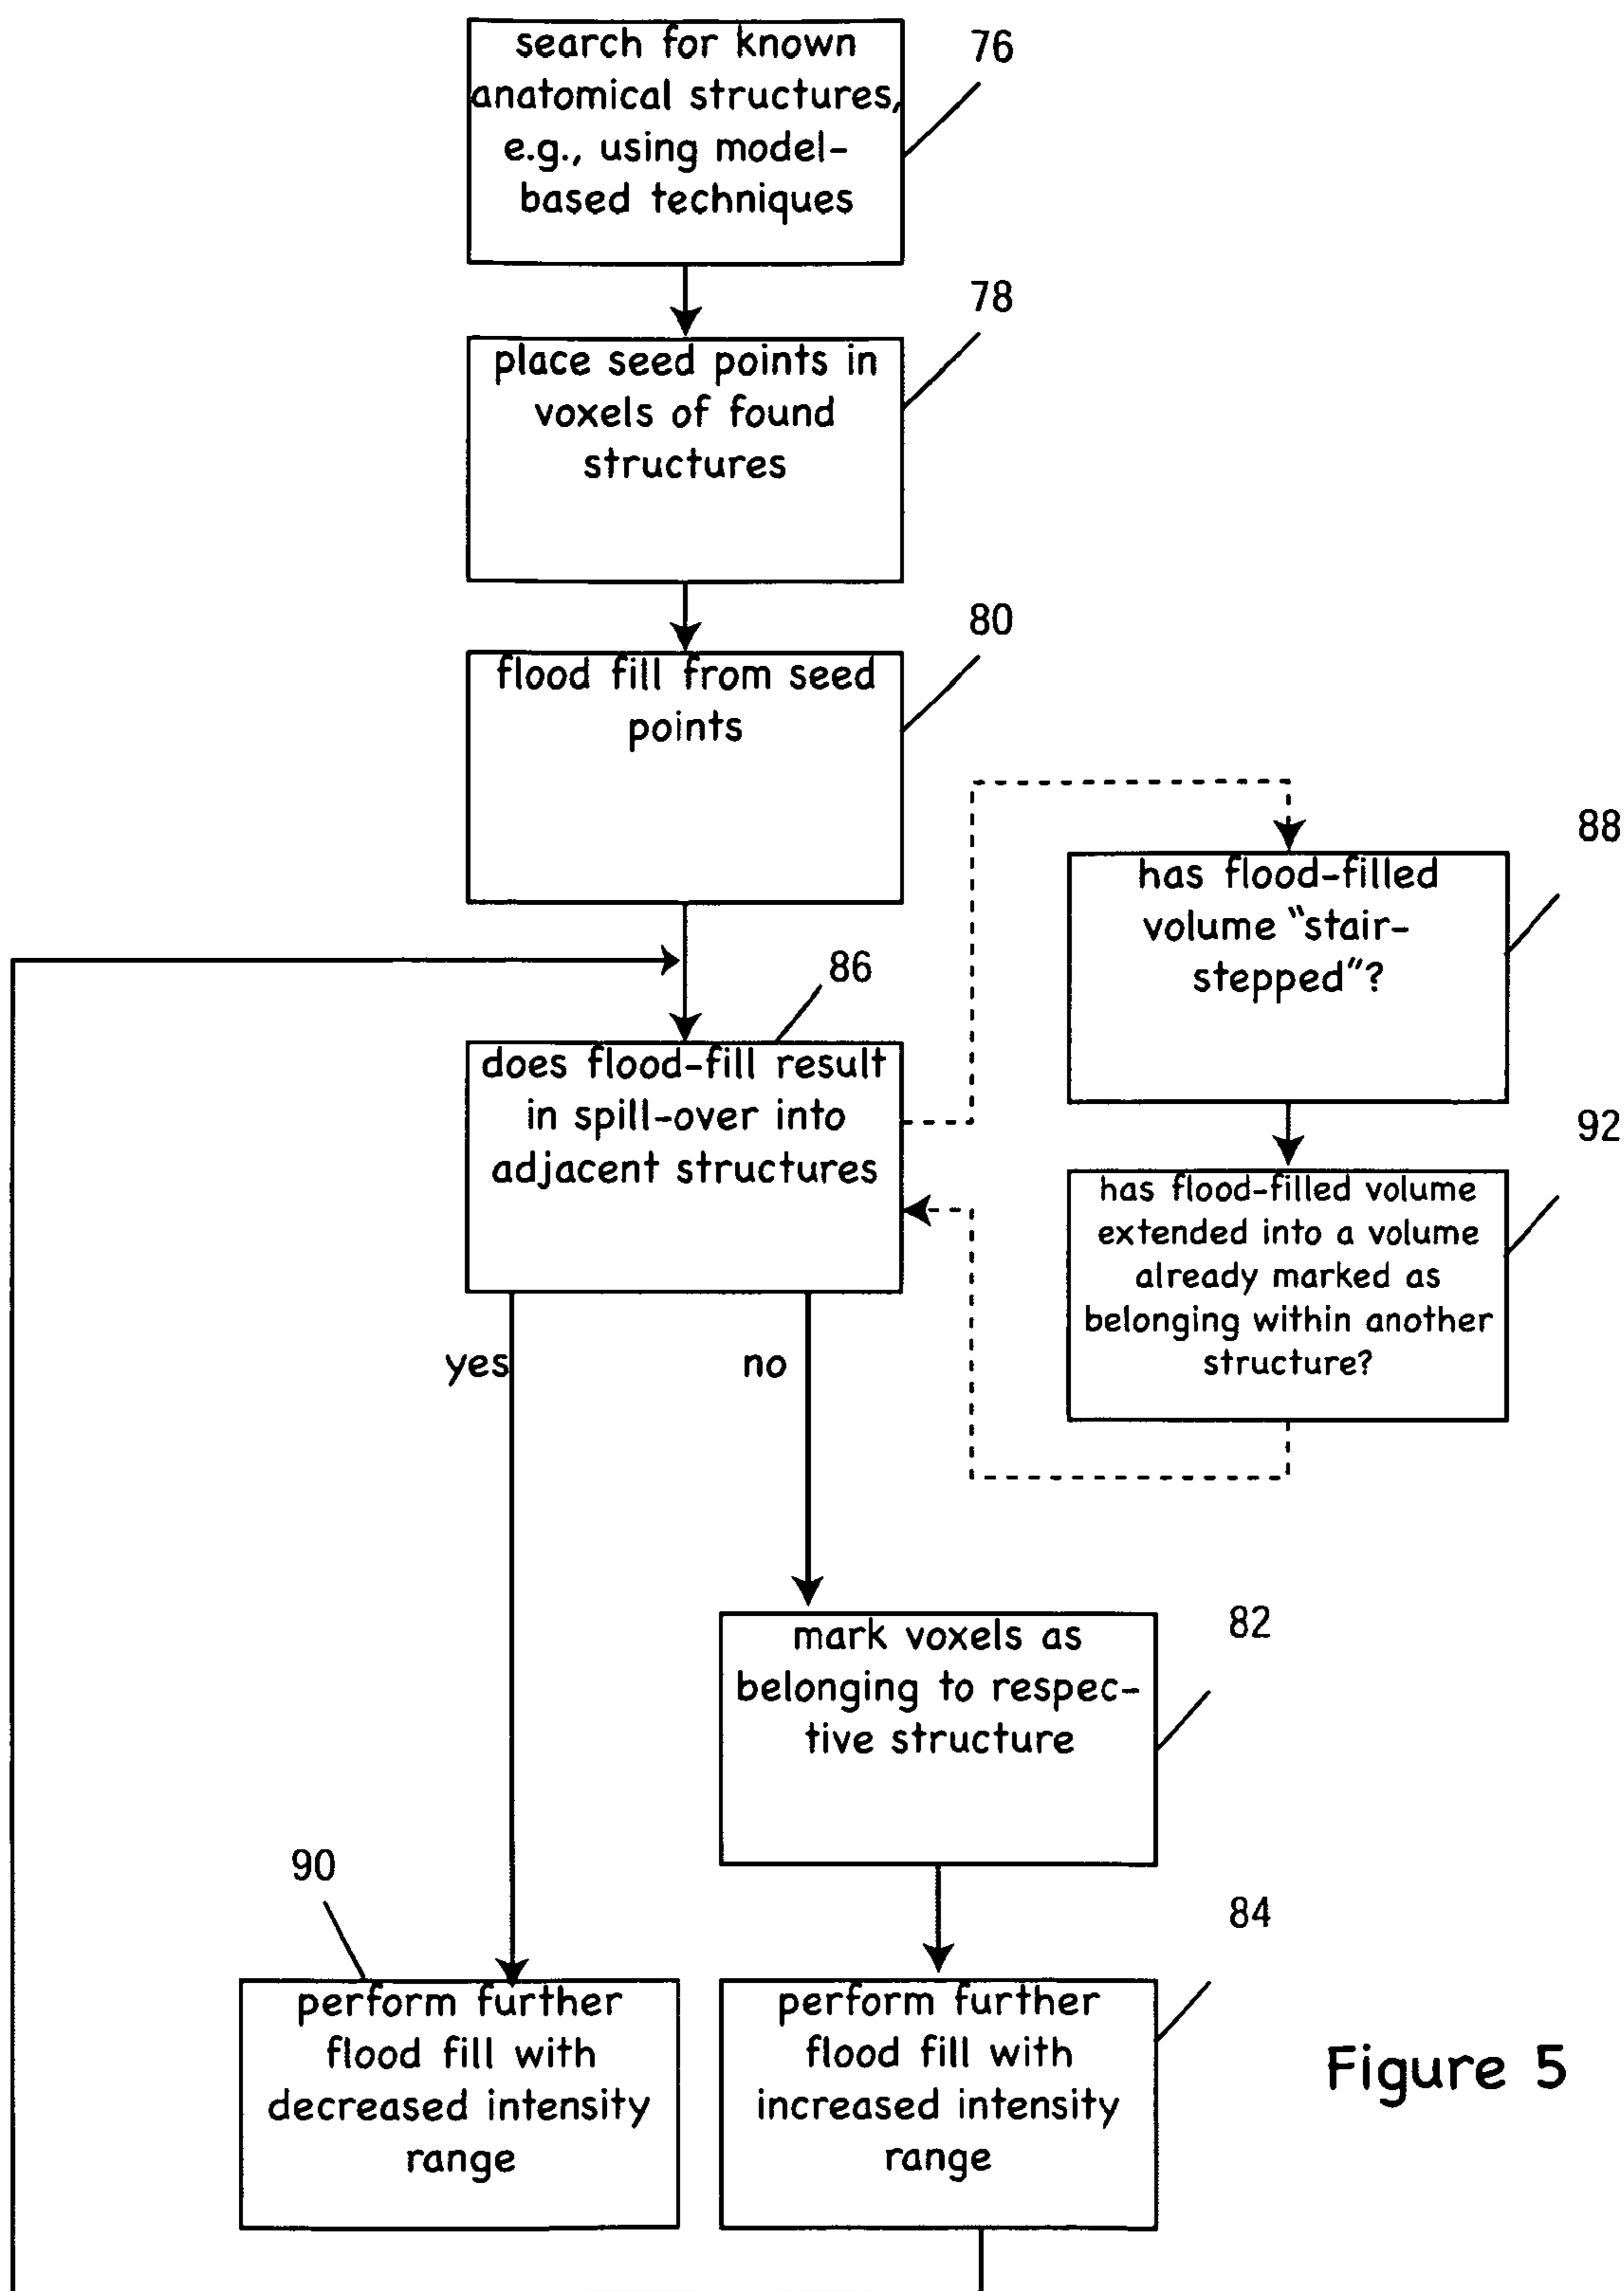 search for known
anatomical structures,
e.g., using model-
based techniques
76
place seed points in
voxels of found
structures
78
flood fill from seed
points
80
has flood-filled
volume “stair-
stepped”?
88
does flood-fill result
in spill-over into
adjacent structures
86
has flood-filled volume
extended into a volume
already marked as
belonging within another
structure?
92
yes
no
mark voxels as
belonging to respec-
tive structure
82
90
perform further
flood fill with
decreased intensity
range
perform further
flood fill with
increased intensity
range
84
Figure 5